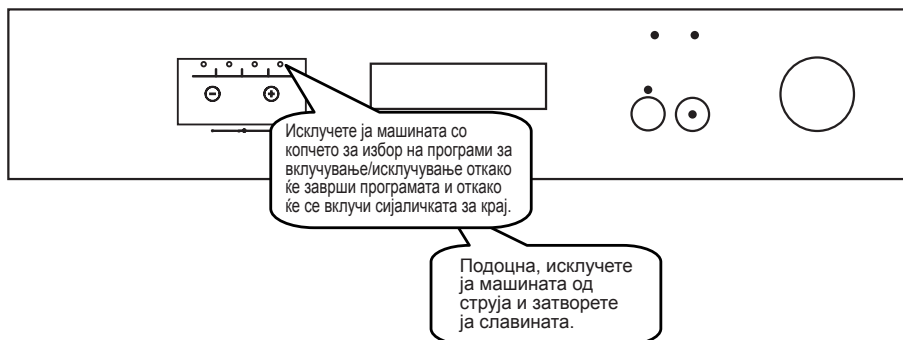 Исклучете ја машината со
копчето за избор на програми за
вклучување/исклучување откако
ќе заврши програмата и откако
ќе се вклучи сијаличката за крај.
Подоцна, исклучете
ја машината од
струја и затворете
ја славината.